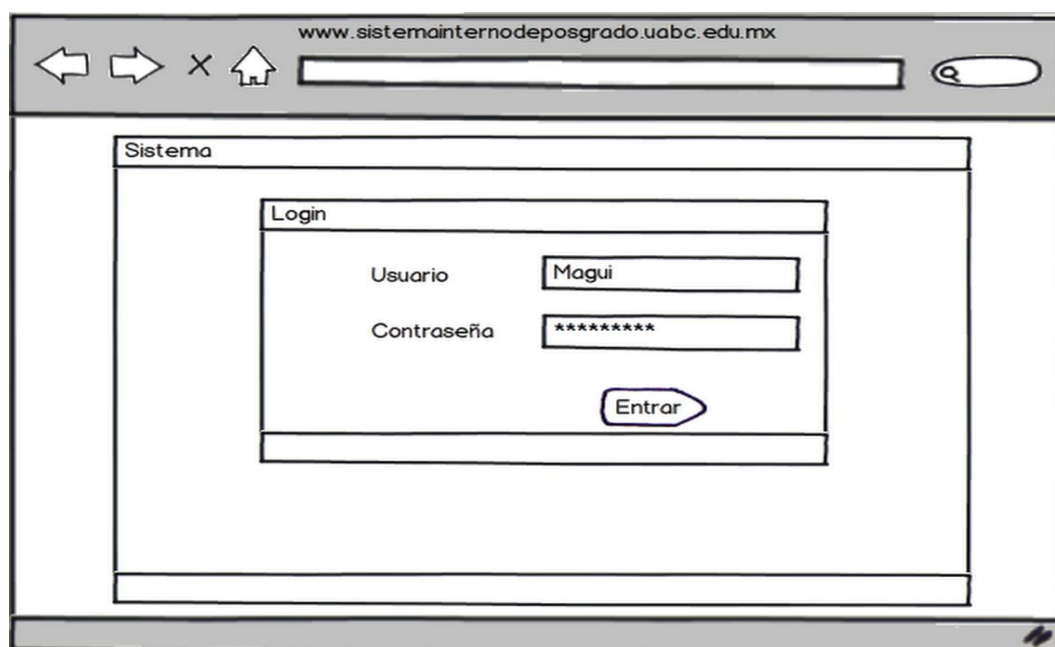 www.sistemainternodeposgrado.uabc.edu.mx
Sistema
Login
Usuario Magui
Contraseña *********
Entrar